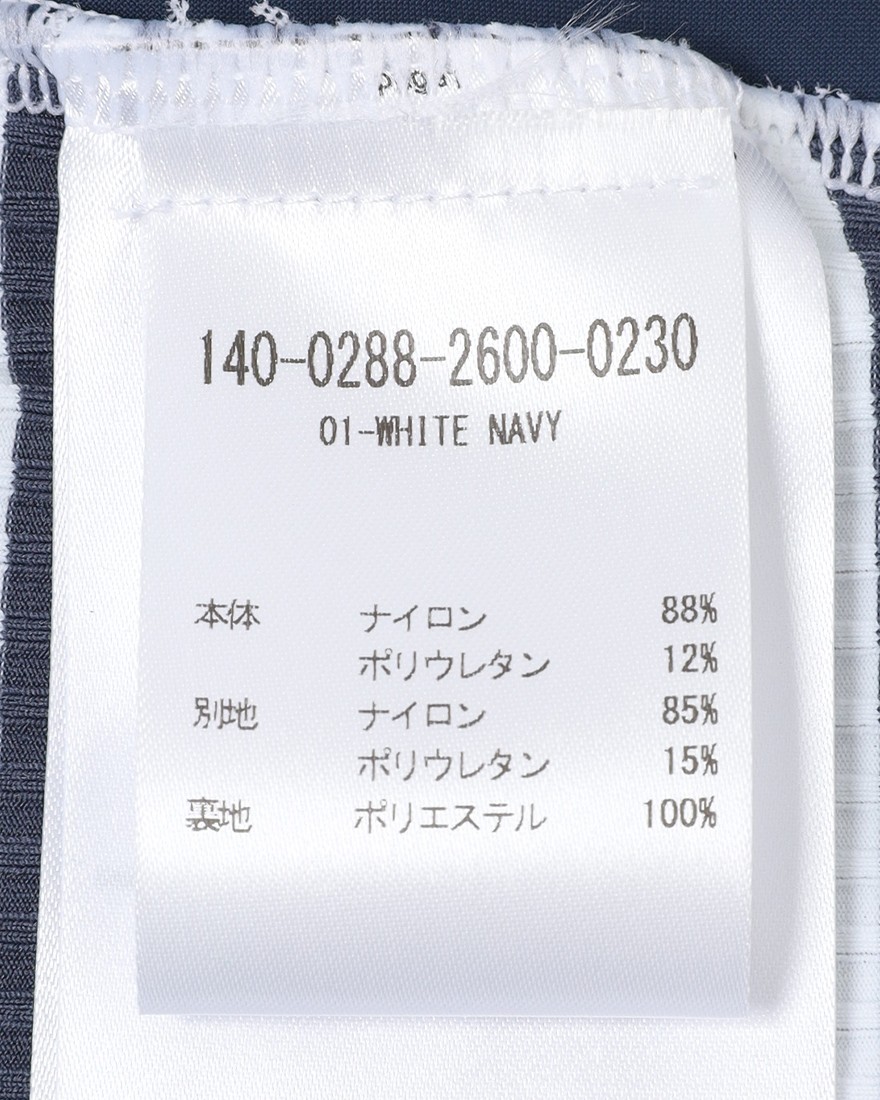 140-0288-2600-0230
01-WHITE NAVY
本体 ナイロン 88%
ポリウレタン 12%
別地 ナイロン 85%
ポリウレタン 15%
裏地 ポリエステル 100%